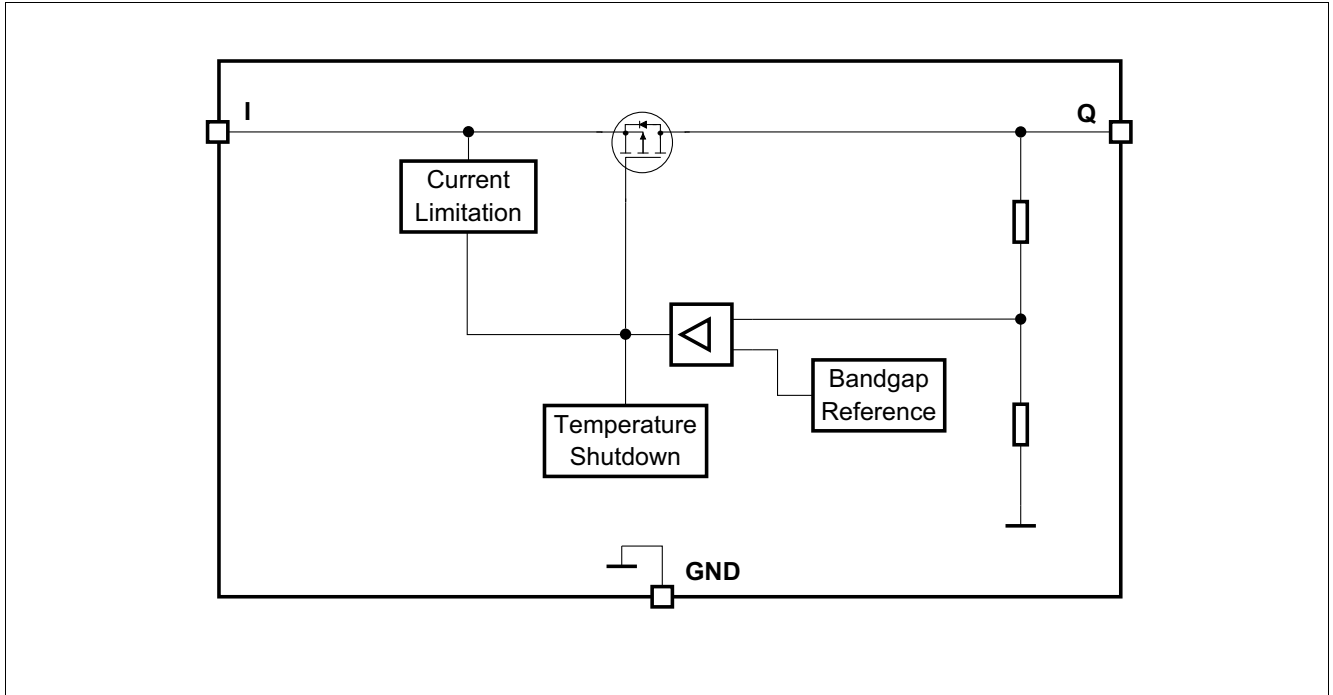 I
Q
Current
Limitation
Bandgap
Reference
Temperature
Shutdown
GND